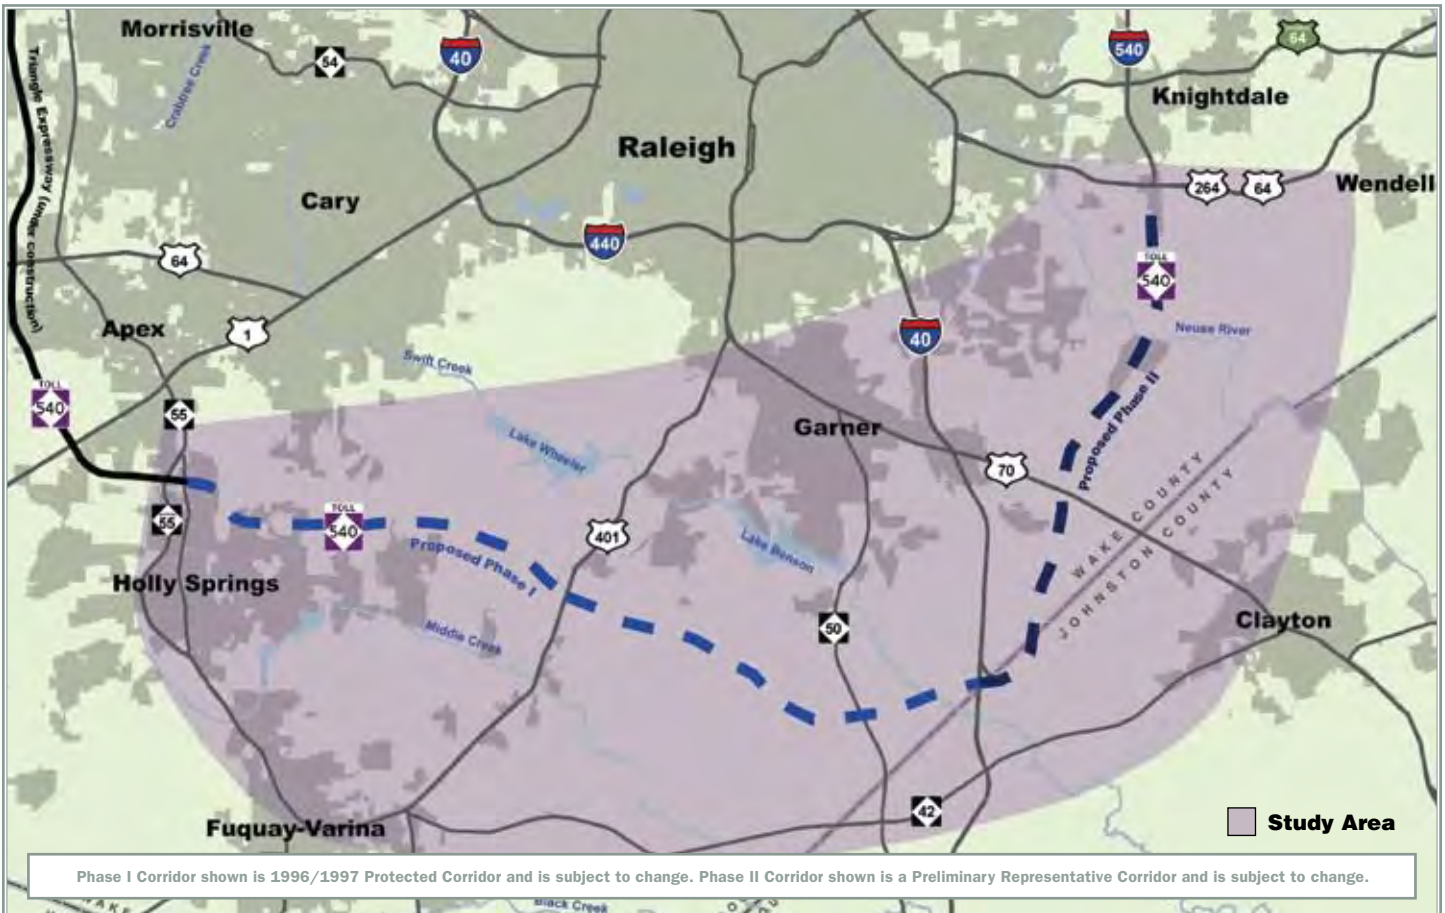 Morrisville
54
40
540
64
Knightdale
Crabtree Creek
Triangle Expressway (under construction)
Raleigh
Cary
264
64
Wendell
440
64
TOLL
540
Apex
1
40
Neuse River
Swift Creek
TOLL
540
55
Lake Wheeler
Garner
70
Proposed Phase II
WAKE COUNTY
JOHNSTON COUNTY
55
TOLL
540
401
Proposed Phase I
Lake Benson
Holly Springs
Middle Creek
50
Clayton
42
Fuquay-Varina
Study Area
Phase I Corridor shown is 1996/1997 Protected Corridor and is subject to change. Phase II Corridor shown is a Preliminary Representative Corridor and is subject to change.
WAKE
Black Creek